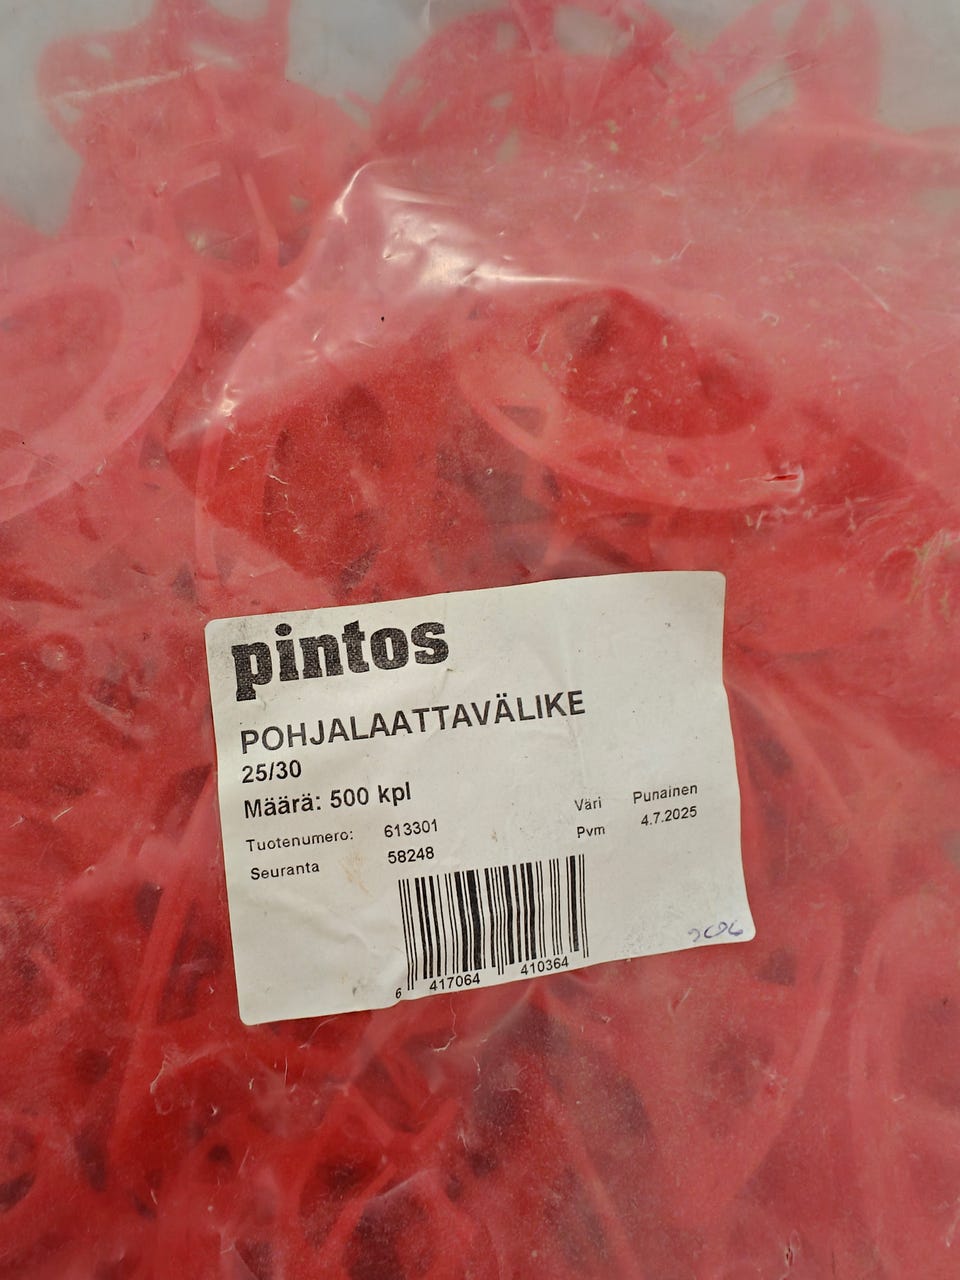 pintos
POHJALAATTAVÄLIKE
25/30
Määrä: 500 kpl
Tuotenumero: 613301
Seuranta 58248
Väri Punainen
Pvm 4.7.2025
6 417064 410364